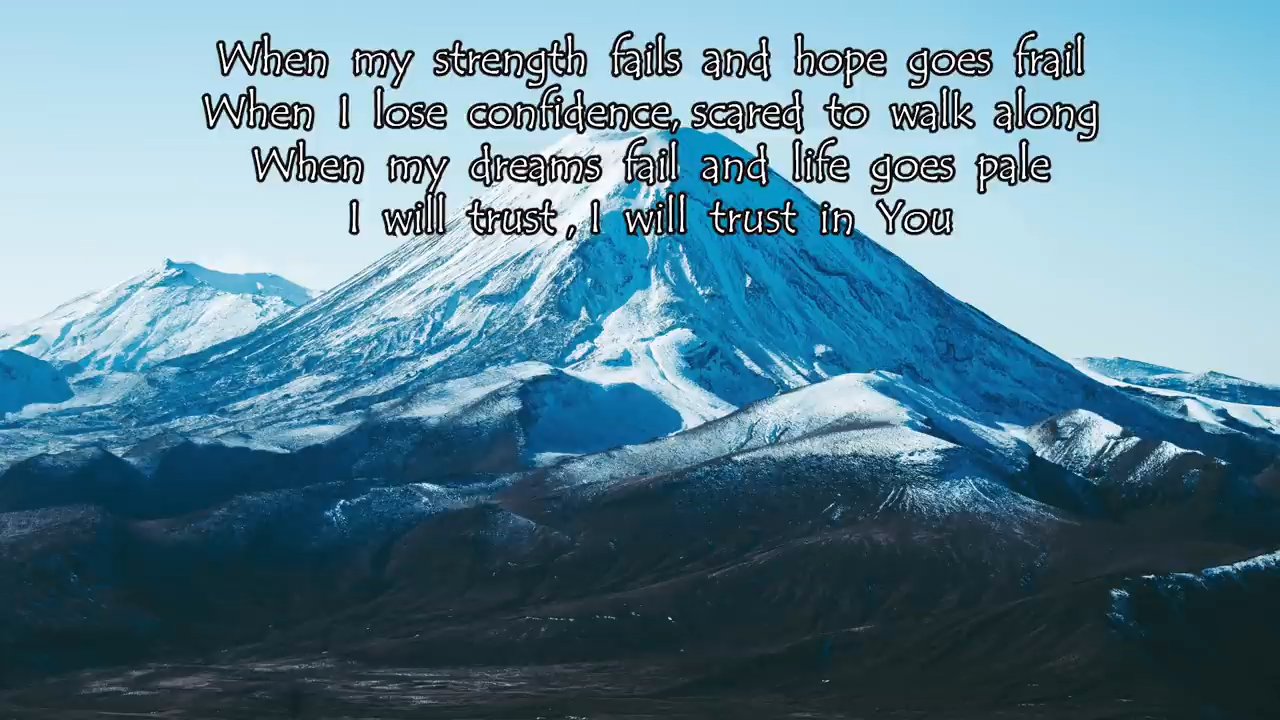 When my strength fails and hope goes frail
When I lose confidence, scared to walk along
When my dreams fail and life goes pale
I will trust , I will trust in You